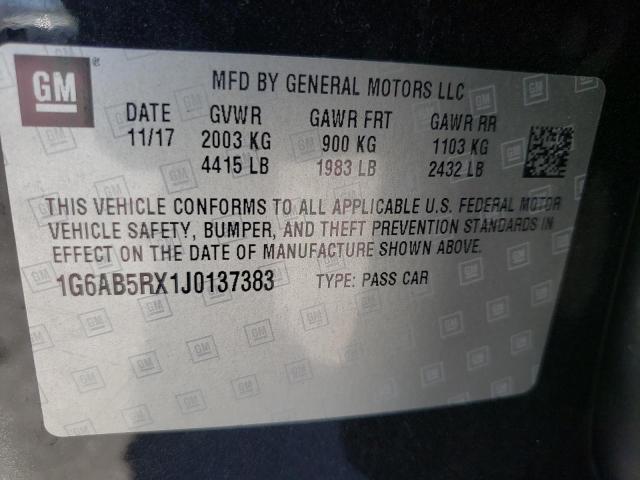 GM ®
MFD BY GENERAL MOTORS LLC
DATE GVWR GAWR FRT GAWR RR
11/17 2003 KG 900 KG 1103 KG
4415 LB 1983 LB 2432 LB
THIS VEHICLE CONFORMS TO ALL APPLICABLE U.S. FEDERAL MOTOR
VEHICLE SAFETY, BUMPER, AND THEFT PREVENTION STANDARDS IN
EFFECT ON THE DATE OF MANUFACTURE SHOWN ABOVE.
1G6AB5RX1J0137383 TYPE: PASS CAR